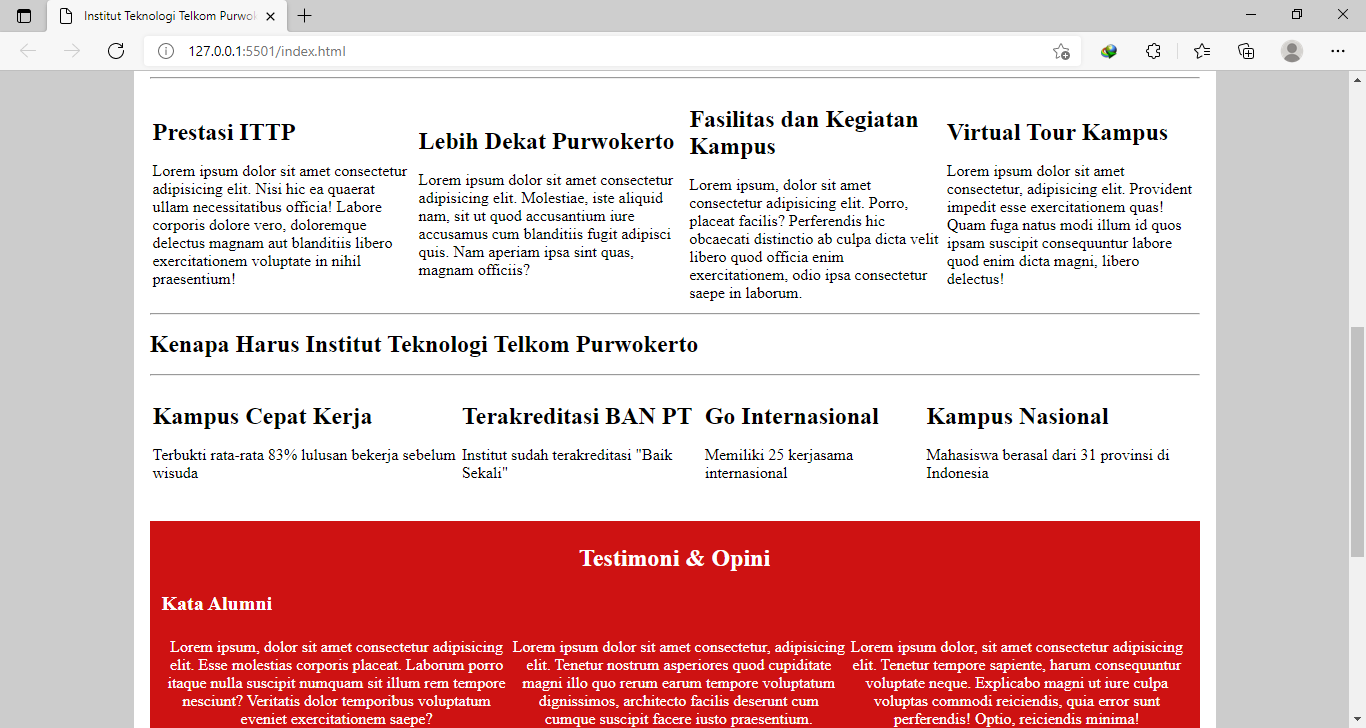 Institut Teknologi Telkom Purwok
127.0.0.1:5501/index.html
Prestasi ITTP
Lorem ipsum dolor sit amet consectetur
adipisicing elit. Nisi hic ea quaerat
ullam necessitatibus officia! Labore
corporis dolore vero, doloremque
delectus magnam aut blanditiis libero
exercitationem voluptate in nihil
praesentium!
Lebih Dekat Purwokerto
Lorem ipsum dolor sit amet consectetur
adipisicing elit. Molestiae, iste aliquid
nam, sit ut quod accusantium iure
accusamus cum blanditiis fugit adipisci
quis. Nam aperiam ipsa sint quas,
magnam officiis?
Fasilitas dan Kegiatan
Kampus
Lorem ipsum, dolor sit amet
consectetur adipisicing elit. Porro,
placeat facilis? Perferendis hic
obcaecati distinctio ab culpa dicta velit
libero quod officia enim
exercitationem, odio ipsa consectetur
saepe in laborum.
Virtual Tour Kampus
Lorem ipsum dolor sit amet
consectetur, adipisicing elit. Provident
impedit esse exercitationem quas!
Quam fuga natus modi illum id quos
ipsam suscipit consequuntur labore
quod enim dicta magni, libero
delectus!
Kenapa Harus Institut Teknologi Telkom Purwokerto
Kampus Cepat Kerja
Terbukti rata-rata 83% lulusan bekerja sebelum
wisuda
Terakreditasi BAN PT
Institut sudah terakreditasi "Baik
Sekali"
Go Internasional
Memiliki 25 kerjasama
internasional
Kampus Nasional
Mahasiswa berasal dari 31 provinsi di
Indonesia
Testimoni & Opini
Kata Alumni
Lorem ipsum, dolor sit amet consectetur adipisicing
elit. Esse molestias corporis placeat. Laborum porro
itaque nulla suscipit numquam sit illum rem tempore
nesciunt? Veritatis dolor temporibus voluptatum
eveniet exercitationem saepe?
Lorem ipsum dolor sit amet consectetur, adipisicing
elit. Tenetur nostrum asperiores quod cupiditate
magni illo quo rerum earum tempore voluptatum
dignissimos, architecto facilis deserunt cum
cumque suscipit facere iusto praesentium.
Lorem ipsum dolor sit amet, consectetur adipisicing
elit. Tenetur tempore sapiente, harum consequuntur
voluptate neque. Explicabo magni ut iure culpa
voluptas commodi reiciendis, quia error sunt
perferendis! Optio, reiciendis minima!